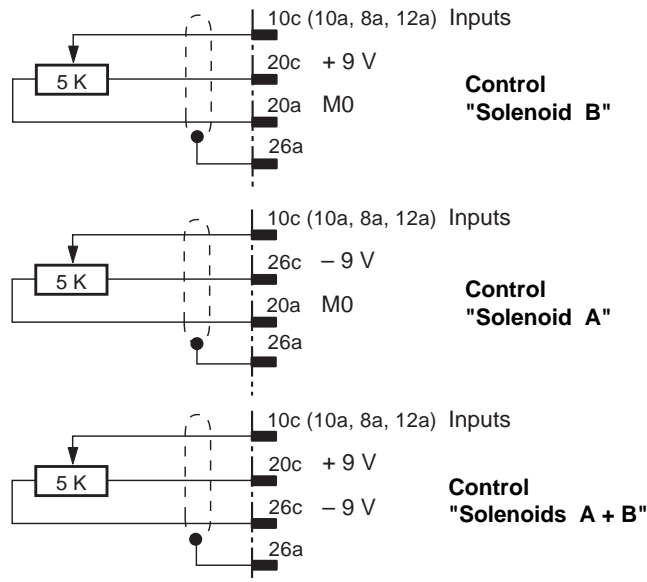 10c (10a, 8a, 12a) Inputs
5 K
20c + 9 V
20a M0
26a
Control
"Solenoid B"
10c (10a, 8a, 12a) Inputs
5 K
26c – 9 V
20a M0
26a
Control
"Solenoid A"
10c (10a, 8a, 12a) Inputs
5 K
20c + 9 V
26c – 9 V
26a
Control
"Solenoids A + B"